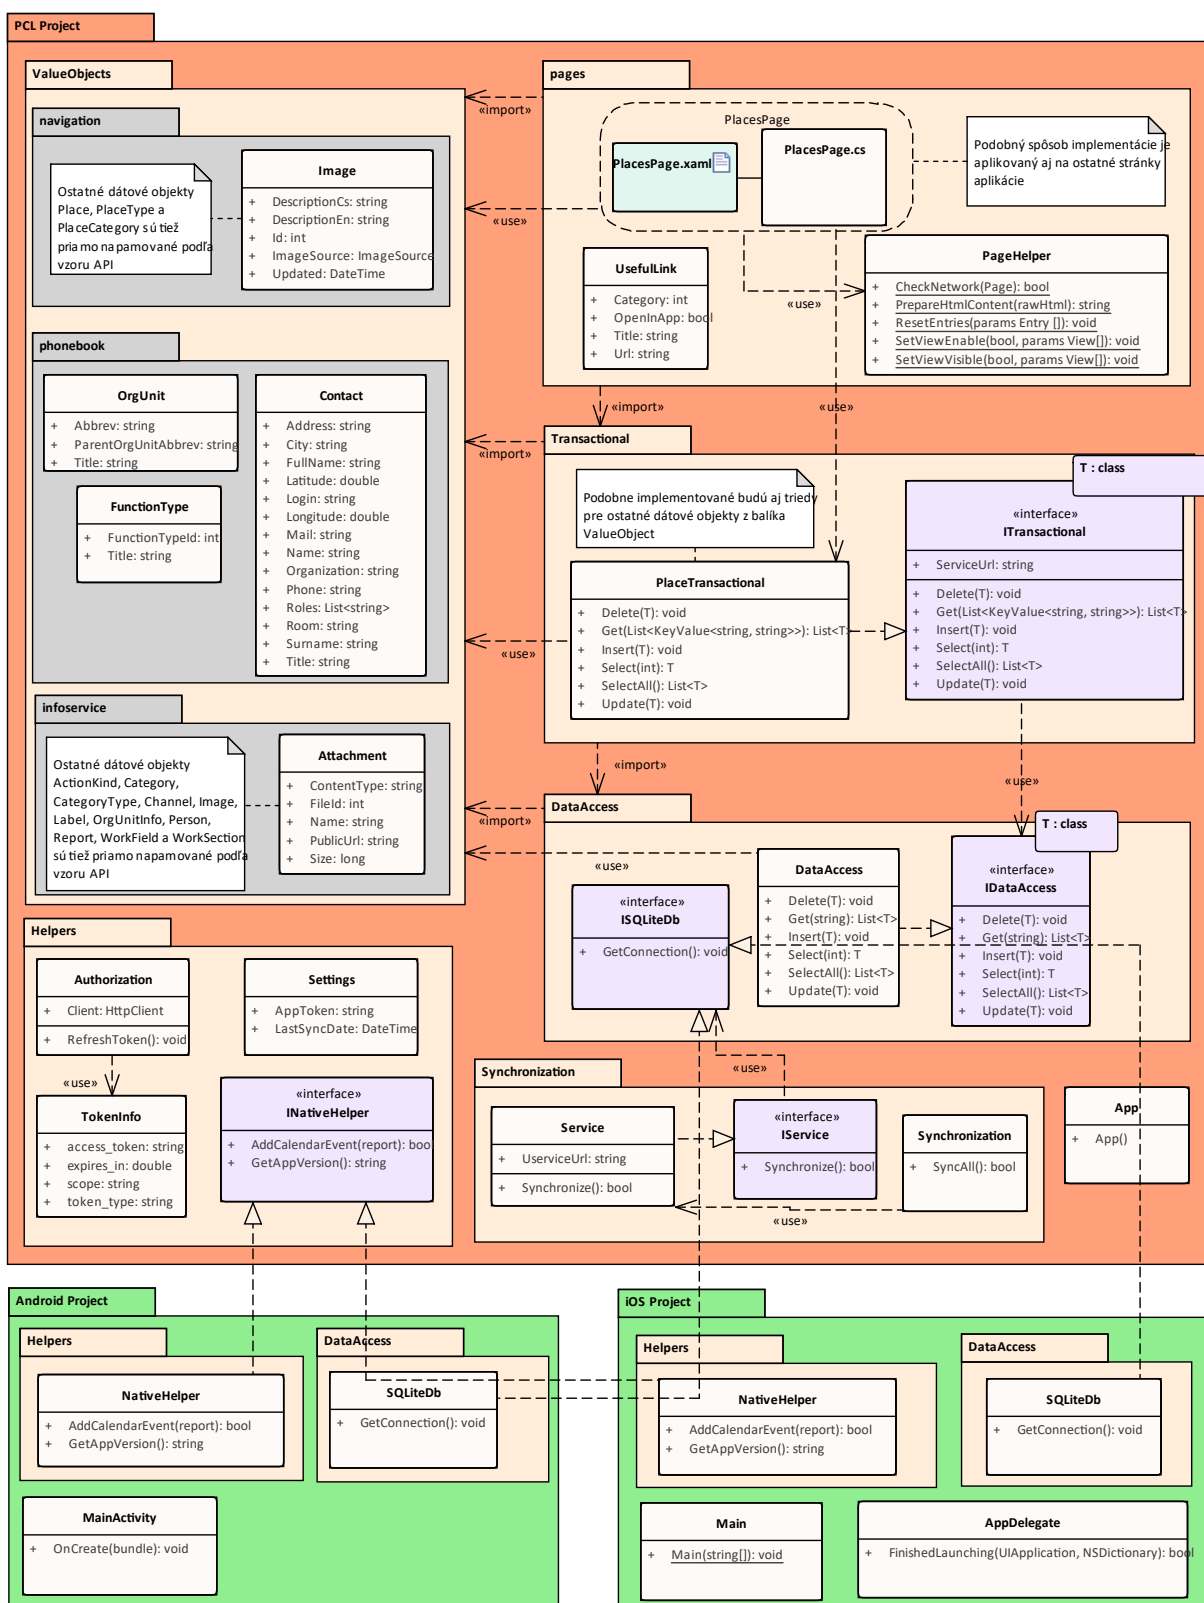 PCL Project
ValueObjects
navigation
Ostatné dátové objekty
Place, PlaceType a
PlaceCategory sú tiež
priamo napamované podľa
vzoru API
Image
+ DescriptionCs: string
+ DescriptionEn: string
+ Id: int
+ ImageSource: ImageSource
+ Updated: DateTime
phonebook
OrgUnit
+ Abbrev: string
+ ParentOrgUnitAbbrev: string
+ Title: string
FunctionType
+ FunctionTypeId: int
+ Title: string
Contact
+ Address: string
+ City: string
+ FullName: string
+ Latitude: double
+ Login: string
+ Longitude: double
+ Mail: string
+ Name: string
+ Organization: string
+ Phone: string
+ Roles: List<string>
+ Room: string
+ Surname: string
+ Title: string
infoservice
Ostatné dátové objekty
ActionKind, Category,
CategoryType, Channel, Image,
Label, OrgUnitInfo, Person,
Report, WorkField a WorkSection
sú tiež priamo napamované podľa
vzoru API
Attachment
+ ContentType: string
+ FileId: int
+ Name: string
+ PublicUrl: string
+ Size: long
«import»
«use»
«import»
«use»
«import»
«use»
pages
PlacesPage
PlacesPage.xaml
PlacesPage.cs
Podobný spôsob implementácie je
aplikovaný aj na ostatné stránky
aplikácie
UsefulLink
+ Category: int
+ OpenInApp: bool
+ Title: string
+ Url: string
«use»
PageHelper
+ CheckNetwork(Page): bool
+ PrepareHtmlContent(rawHtml): string
+ ResetEntries(params Entry []): void
+ SetViewEnable(bool, params View[]): void
+ SetViewVisible(bool, params View[]): void
«import»
«use»
Transactional
Podobne implementované budú aj triedy
pre ostatné dátové objekty z balíka
ValueObject
PlaceTransactional
+ Delete(T): void
+ Get(List<KeyValue<string, string>>): List<T>
+ Insert(T): void
+ Select(int): T
+ SelectAll(): List<T>
+ Update(T): void
T : class
«interface»
ITransactional
+ ServiceUrl: string
+ Delete(T): void
+ Get(List<KeyValue<string, string>>): List<T>
+ Insert(T): void
+ Select(int): T
+ SelectAll(): List<T>
+ Update(T): void
«import»
«use»
DataAccess
«interface»
ISQLiteDb
+ GetConnection(): void
DataAccess
+ Delete(T): void
+ Get(string): List<T>
+ Insert(T): void
+ Select(int): T
+ SelectAll(): List<T>
+ Update(T): void
T : class
«interface»
IDataAccess
+ Delete(T): void
+ Get(string): List<T>
+ Insert(T): void
+ Select(int): T
+ SelectAll(): List<T>
+ Update(T): void
Helpers
Authorization
+ Client: HttpClient
+ RefreshToken(): void
Settings
+ AppToken: string
+ LastSyncDate: DateTime
«use»
TokenInfo
+ access_token: string
+ expires_in: double
+ scope: string
+ token_type: string
«interface»
INativeHelper
+ AddCalendarEvent(report): bool
+ GetAppVersion(): string
«use»
Synchronization
Service
+ UserviceUrl: string
+ Synchronize(): bool
«interface»
IService
+ Synchronize(): bool
Synchronization
+ SyncAll(): bool
«use»
App
+ App()
Android Project
Helpers
NativeHelper
+ AddCalendarEvent(report): bool
+ GetAppVersion(): string
DataAccess
SQLiteDb
+ GetConnection(): void
MainActivity
+ OnCreate(bundle): void
iOS Project
Helpers
NativeHelper
+ AddCalendarEvent(report): bool
+ GetAppVersion(): string
DataAccess
SQLiteDb
+ GetConnection(): void
Main
+ Main(string[]): void
AppDelegate
+ FinishedLaunching(UIApplication, NSDictionary): bool